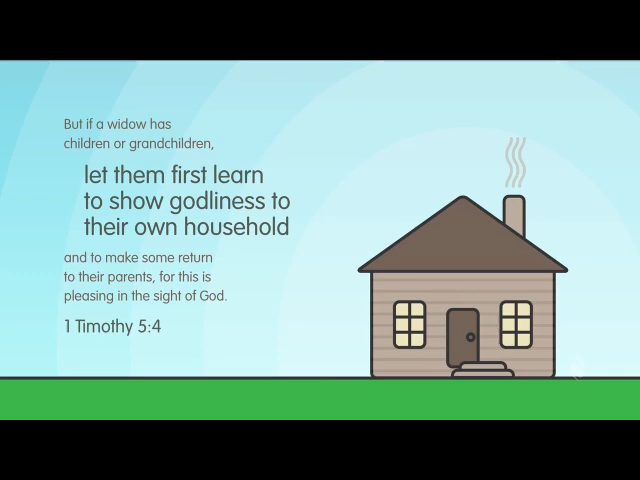 But if a widow has
children or grandchildren,
let them first learn
to show godliness to
their own household
and to make some return
to their parents, for this is
pleasing in the sight of God.
1 Timothy 5:4